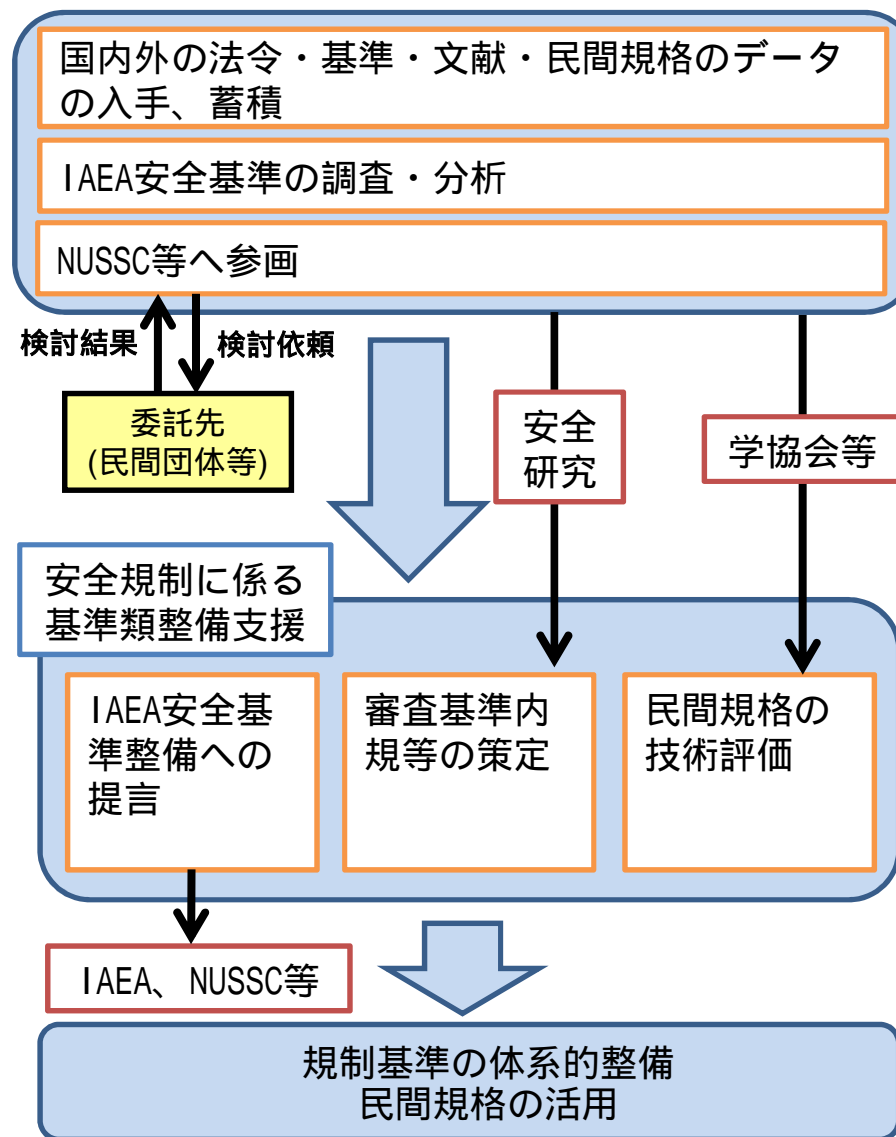 国内外の法令・基準・文献・民間規格のデータ
の入手、蓄積
IAEA安全基準の調査・分析
NUSSC等へ参画
検討結果
検討依頼
委託先
(民間団体等)
安全
研究
学協会等
安全規制に係る
基準類整備支援
IAEA安全基
準整備への
提言
審査基準内
規等の策定
民間規格の
技術評価
IAEA、NUSSC等
規制基準の体系的整備
民間規格の活用